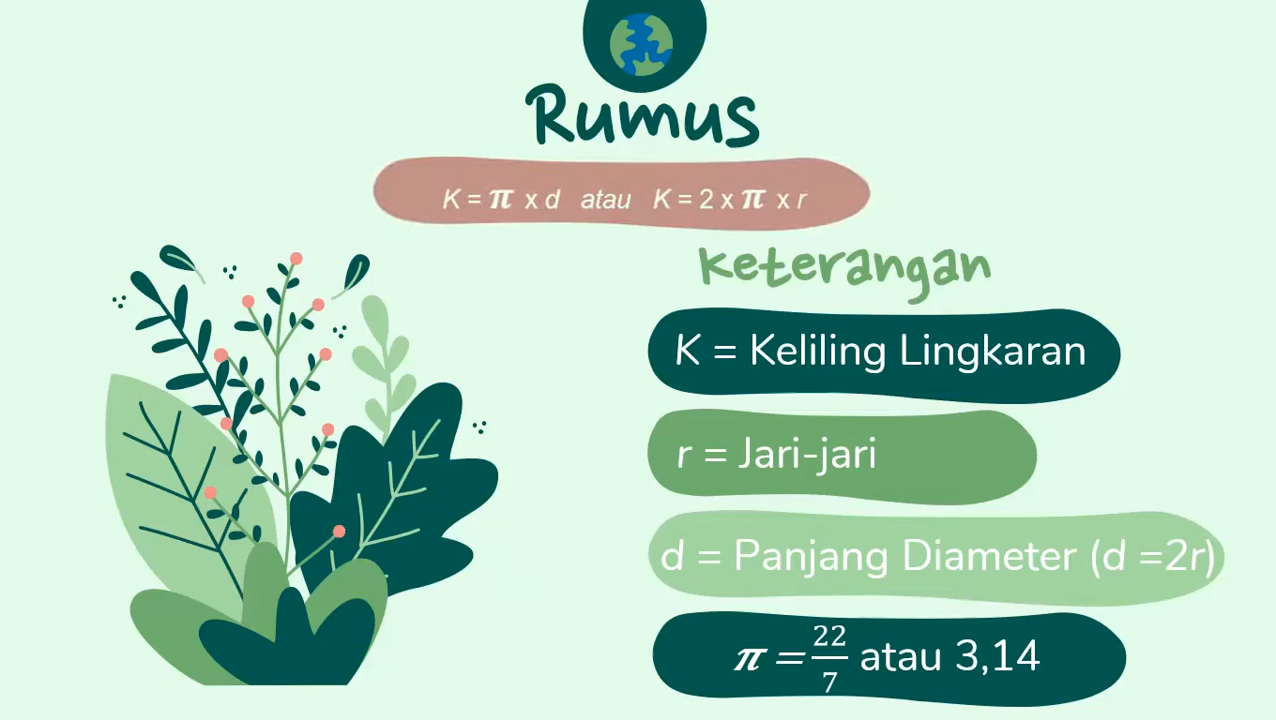 Rumus
K = π x d atau K = 2 x π x r
keterangan
K = Keliling Lingkaran
r = Jari-jari
d = Panjang Diameter (d =2r)
π = 22/7 atau 3,14